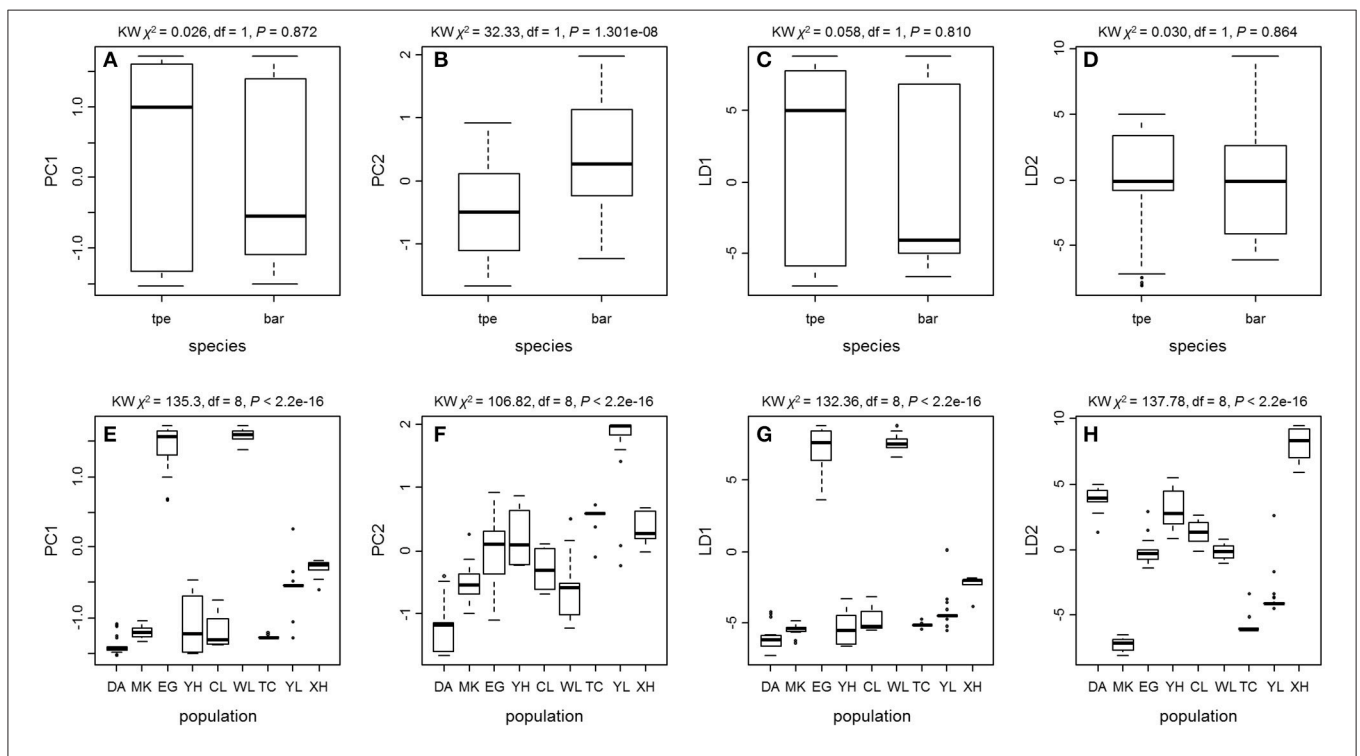 KW χ² = 0.026, df = 1, P = 0.872
A
PC1
1.0
0.0
-1.0
tpe bar
species
KW χ² = 32.33, df = 1, P = 1.301e-08
B
PC2
2
1
0
-1
tpe bar
species
KW χ² = 0.058, df = 1, P = 0.810
C
LD1
5
0
-5
tpe bar
species
KW χ² = 0.030, df = 1, P = 0.864
D
LD2
10
5
0
-5
tpe bar
species
KW χ² = 135.3, df = 8, P < 2.2e-16
E
PC1
1.0
0.0
-1.0
DA MK EG YH CL WL TC YL XH
population
KW χ² = 106.82, df = 8, P < 2.2e-16
F
PC2
2
1
0
-1
DA MK EG YH CL WL TC YL XH
population
KW χ² = 132.36, df = 8, P < 2.2e-16
G
LD1
5
0
-5
DA MK EG YH CL WL TC YL XH
population
KW χ² = 137.78, df = 8, P < 2.2e-16
H
LD2
10
5
0
-5
DA MK EG YH CL WL TC YL XH
population